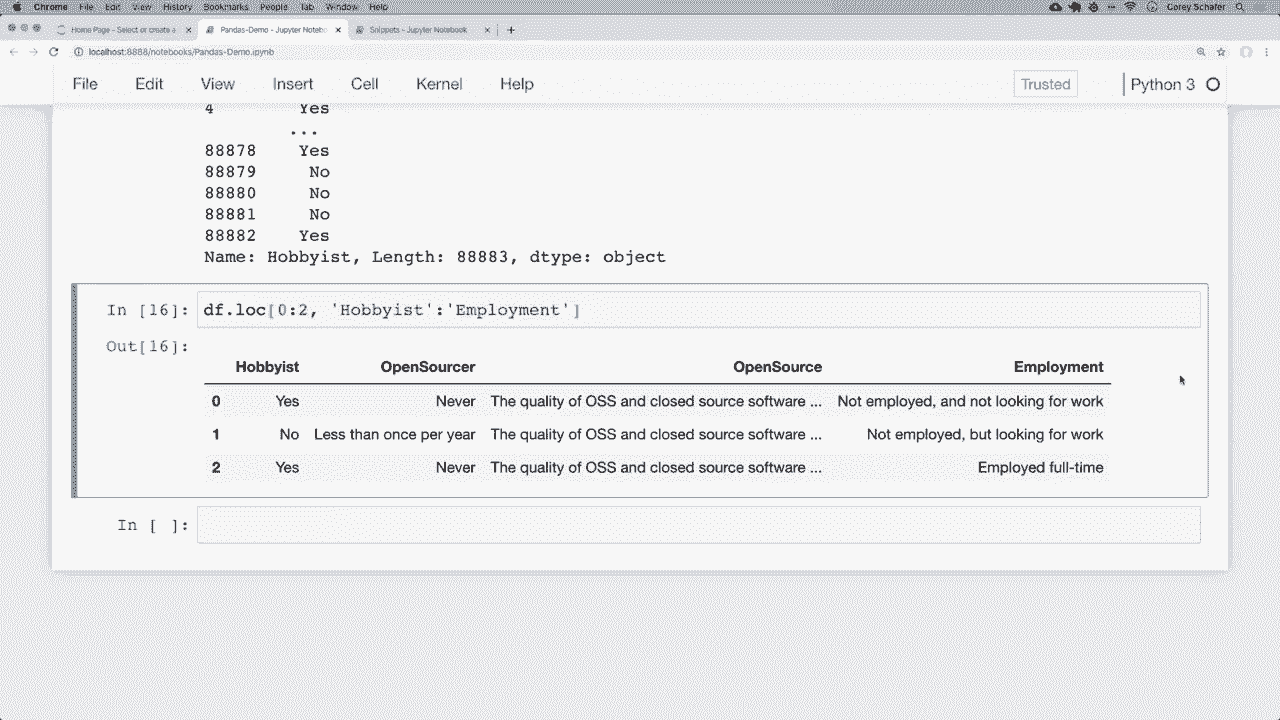 Chrome File Edit View History Bookmarks People Tab Window Help Corey Schafer
Home Page - Select or create a
Pandas-Demo - Jupyter Notebo
Snippets - Jupyter Notebook
localhost:8888/notebooks/Pandas-Demo.ipynb
File Edit View Insert Cell Kernel Help Trusted Python 3
4 Yes
...
88878 Yes
88879 No
88880 No
88881 No
88882 Yes
Name: Hobbyist, Length: 88883, dtype: object
In [16]: df.loc[0:2, 'Hobbyist':'Employment']
Out[16]:
Hobbyist OpenSourcer OpenSource Employment
0 Yes Never The quality of OSS and closed source software ... Not employed, and not looking for work
1 No Less than once per year The quality of OSS and closed source software ... Not employed, but looking for work
2 Yes Never The quality of OSS and closed source software ... Employed full-time
In [ ]: